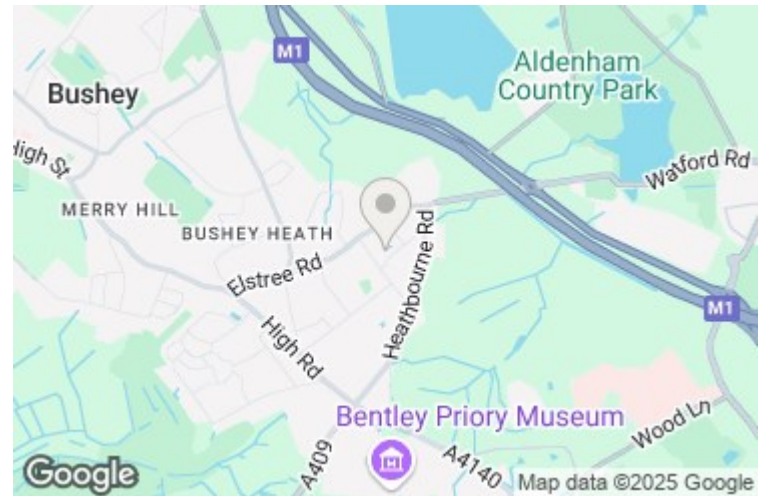 M1
Aldenham
Country Park
Bushey
High St
Watford Rd
MERRY HILL
BUSHEY HEATH
Elstree Rd
Heathbourne Rd
M1
High Rd
Bentley Priory Museum
Wood Ln
A409
A4140
Google
Map data ©2025 Google